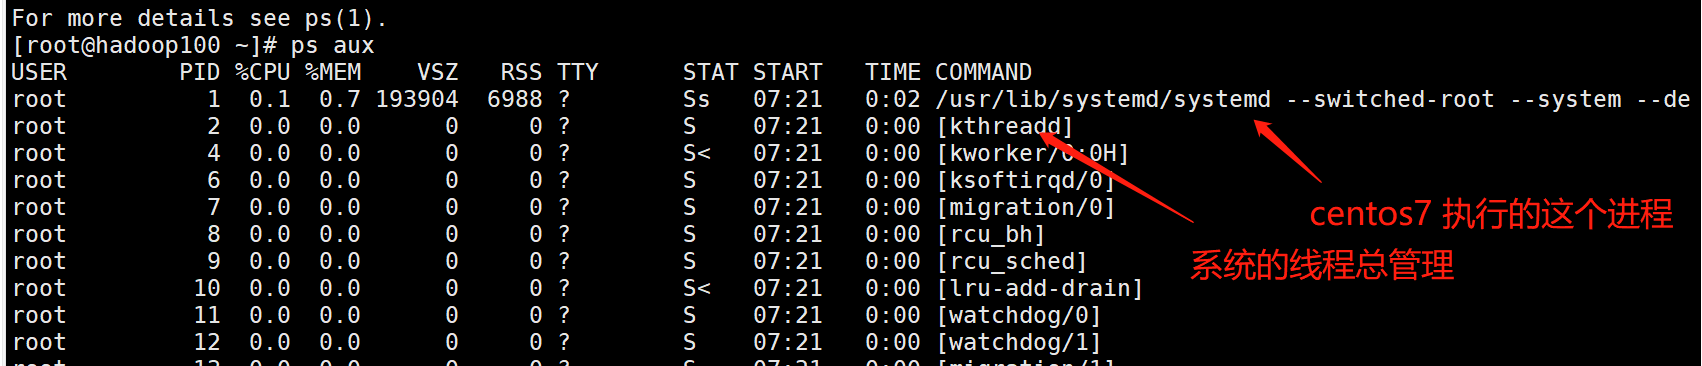 For more details see ps(1).
[root@hadoop100 ~]# ps aux
USER PID %CPU %MEM VSZ RSS TTY STAT START TIME COMMAND
root 1 0.1 0.7 193904 6988 ? Ss 07:21 0:02 /usr/lib/systemd/systemd --switched-root --system --de
root 2 0.0 0.0 0 0 ? S 07:21 0:00 [kthreadd]
root 4 0.0 0.0 0 0 ? S< 07:21 0:00 [kworker/0:0H]
root 6 0.0 0.0 0 0 ? S 07:21 0:00 [ksoftirqd/0]
root 7 0.0 0.0 0 0 ? S 07:21 0:00 [migration/0]
centos7 执行的这个进程
root 8 0.0 0.0 0 0 ? S 07:21 0:00 [rcu_bh]
root 9 0.0 0.0 0 0 ? S 07:21 0:00 [rcu_sched]
系统的线程总管理
root 10 0.0 0.0 0 0 ? S< 07:21 0:00 [lru-add-drain]
root 11 0.0 0.0 0 0 ? S 07:21 0:00 [watchdog/0]
root 12 0.0 0.0 0 0 ? S 07:21 0:00 [watchdog/1]